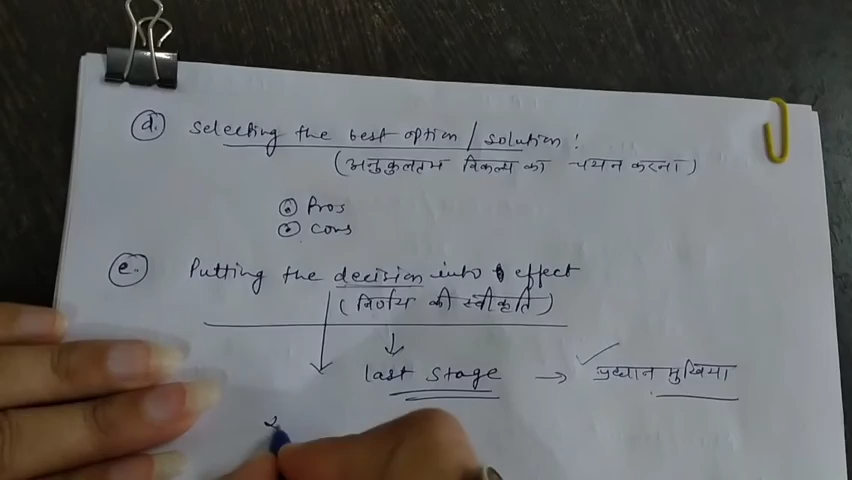 d. Selecting the best option / solution:
(अनुकुलतम विकल्प का चयन करना)
Pros
Cons
e. Putting the decision into effect
(निर्णय की स्वीकृति)
↓
last stage → ✓ प्रधान मुखिया